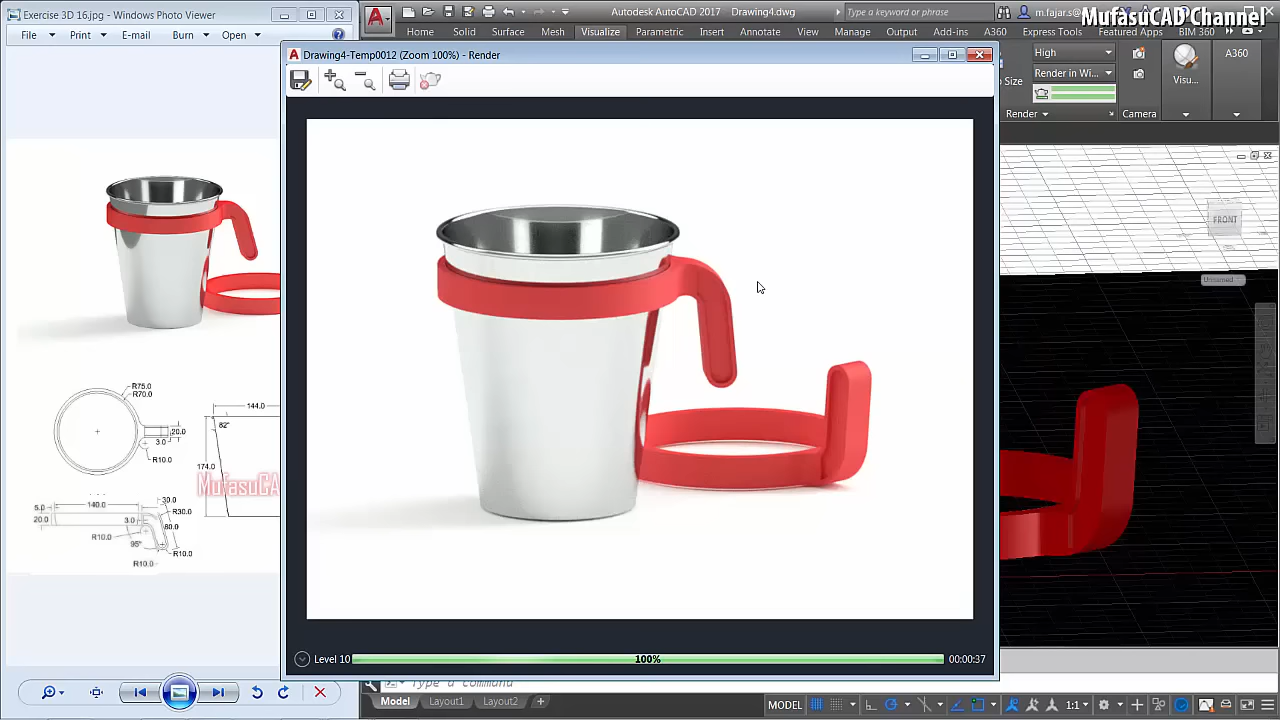 Exercise 3D 16.jpg - Windows Photo Viewer
File Print E-mail Burn Open
R75.0
R70.0
20.0
3.0
R10.0
144.0
174.0
MufasuCA
140.0
5.0
20.0
3.0
30.0
R30.0
R10.0
95°
R10.0
R10.0
Autodesk AutoCAD 2017 Drawing4.dwg
Type a keyword or phrase
m.fajar.s@
MufasuCAD Channel
Home Solid Surface Mesh Visualize Parametric Insert Annotate View Manage Output Add-ins A360 Express Tools Featured Apps BIM 360
Drawing4-Temp0012 (Zoom 100%) - Render
Size
High
Render in Wi...
Render
Camera
Visu...
A360
FRONT
Unnamed
Level 10 100% 00:00:37
Type a command
Model Layout1 Layout2 +
MODEL 1:1